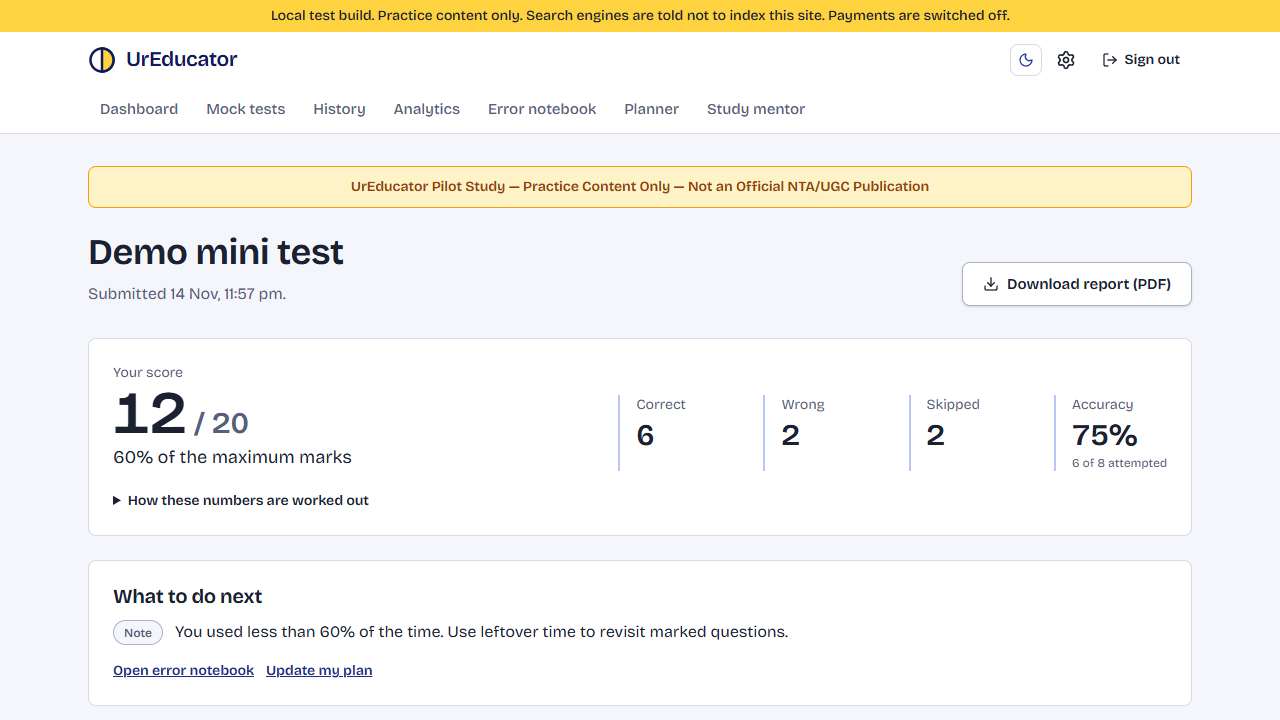 Local test build. Practice content only. Search engines are told not to index this site. Payments are switched off.
UrEducator
Sign out
Dashboard Mock tests History Analytics Error notebook Planner Study mentor
UrEducator Pilot Study — Practice Content Only — Not an Official NTA/UGC Publication
Demo mini test
Submitted 14 Nov, 11:57 pm.
Download report (PDF)
Your score
12 / 20
60% of the maximum marks
How these numbers are worked out
Correct
6
Wrong
2
Skipped
2
Accuracy
75%
6 of 8 attempted
What to do next
Note You used less than 60% of the time. Use leftover time to revisit marked questions.
Open error notebook Update my plan